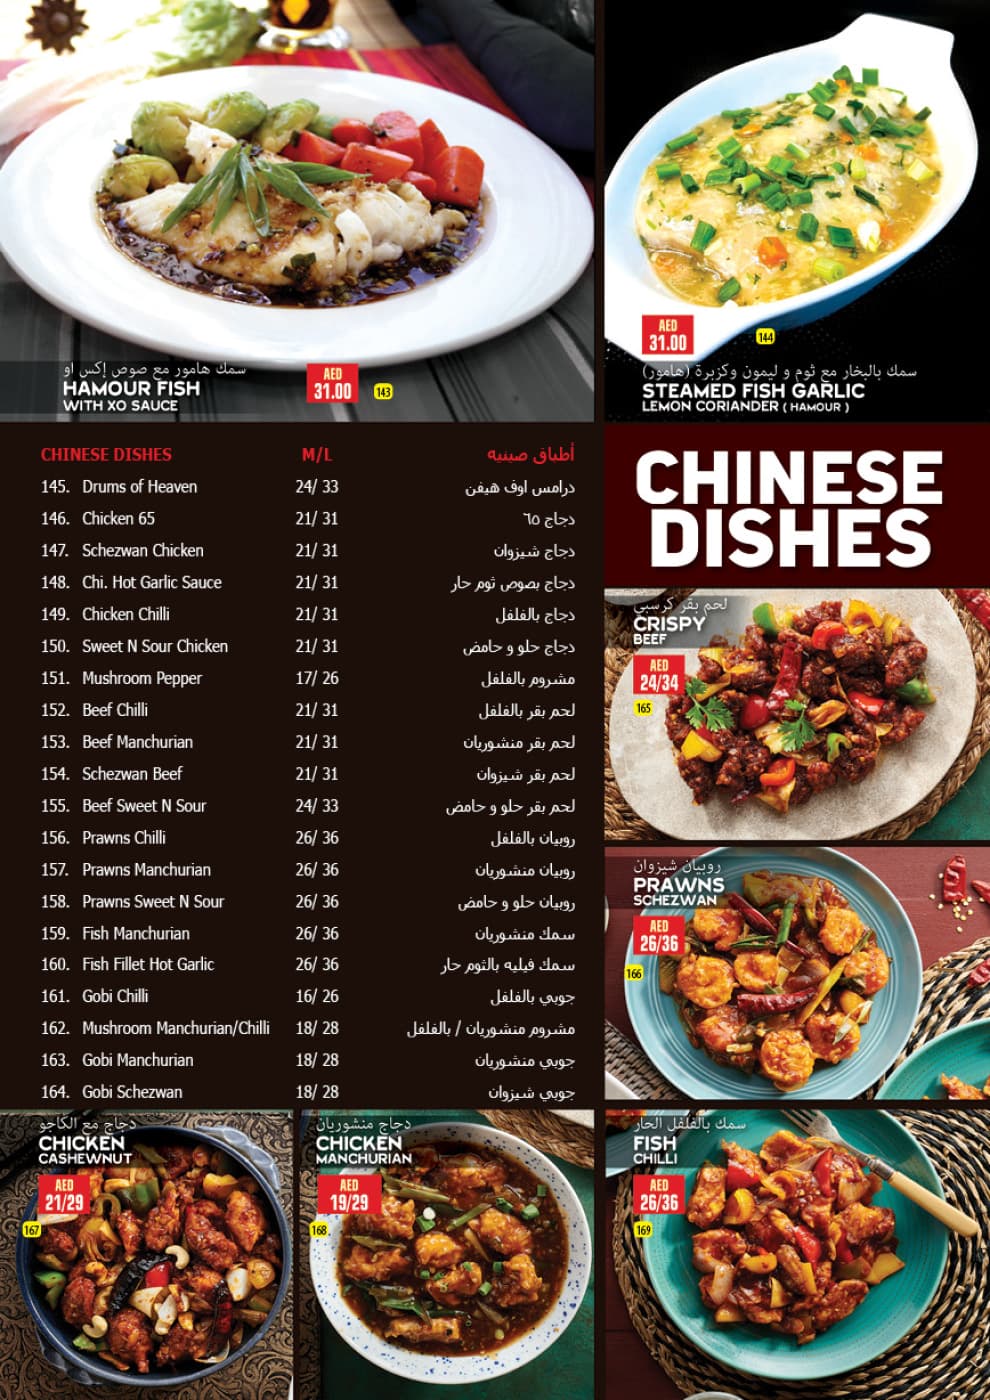 سمك هامور مع صوص إكس او
HAMOUR FISH
WITH XO SAUCE
AED
31.00
143
AED
31.00
144
سمك بالبخار مع ثوم و ليمون وكزبرة (هامور)
STEAMED FISH GARLIC
LEMON CORIANDER ( HAMOUR )
CHINESE DISHES M/L أطباق صينيه
145. Drums of Heaven 24/ 33 درامس اوف هيفن
146. Chicken 65 21/ 31 دجاج ٦٥
147. Schezwan Chicken 21/ 31 دجاج شيزوان
148. Chi. Hot Garlic Sauce 21/ 31 دجاج بصوص ثوم حار
149. Chicken Chilli 21/ 31 دجاج بالفلفل
150. Sweet N Sour Chicken 21/ 31 دجاج حلو و حامض
151. Mushroom Pepper 17/ 26 مشروم بالفلفل
152. Beef Chilli 21/ 31 لحم بقر بالفلفل
153. Beef Manchurian 21/ 31 لحم بقر منشوريان
154. Schezwan Beef 21/ 31 لحم بقر شيزوان
155. Beef Sweet N Sour 24/ 33 لحم بقر حلو و حامض
156. Prawns Chilli 26/ 36 روبيان بالفلفل
157. Prawns Manchurian 26/ 36 روبيان منشوريان
158. Prawns Sweet N Sour 26/ 36 روبيان حلو و حامض
159. Fish Manchurian 26/ 36 سمك منشوريان
160. Fish Fillet Hot Garlic 26/ 36 سمك فيليه بالثوم حار
161. Gobi Chilli 16/ 26 جوبي بالفلفل
162. Mushroom Manchurian/Chilli 18/ 28 مشروم منشوريان / بالفلفل
163. Gobi Manchurian 18/ 28 جوبي منشوريان
164. Gobi Schezwan 18/ 28 جوبي شيزوان
CHINESE
DISHES
لحم بقر كرسبي
CRISPY
BEEF
AED
24/34
165
روبيان شيزوان
PRAWNS
SCHEZWAN
AED
26/36
166
دجاج مع الكاجو
CHICKEN
CASHEWNUT
AED
21/29
167
دجاج منشوريان
CHICKEN
MANCHURIAN
AED
19/29
168
سمك بالفلفل الحار
FISH
CHILLI
AED
26/36
169